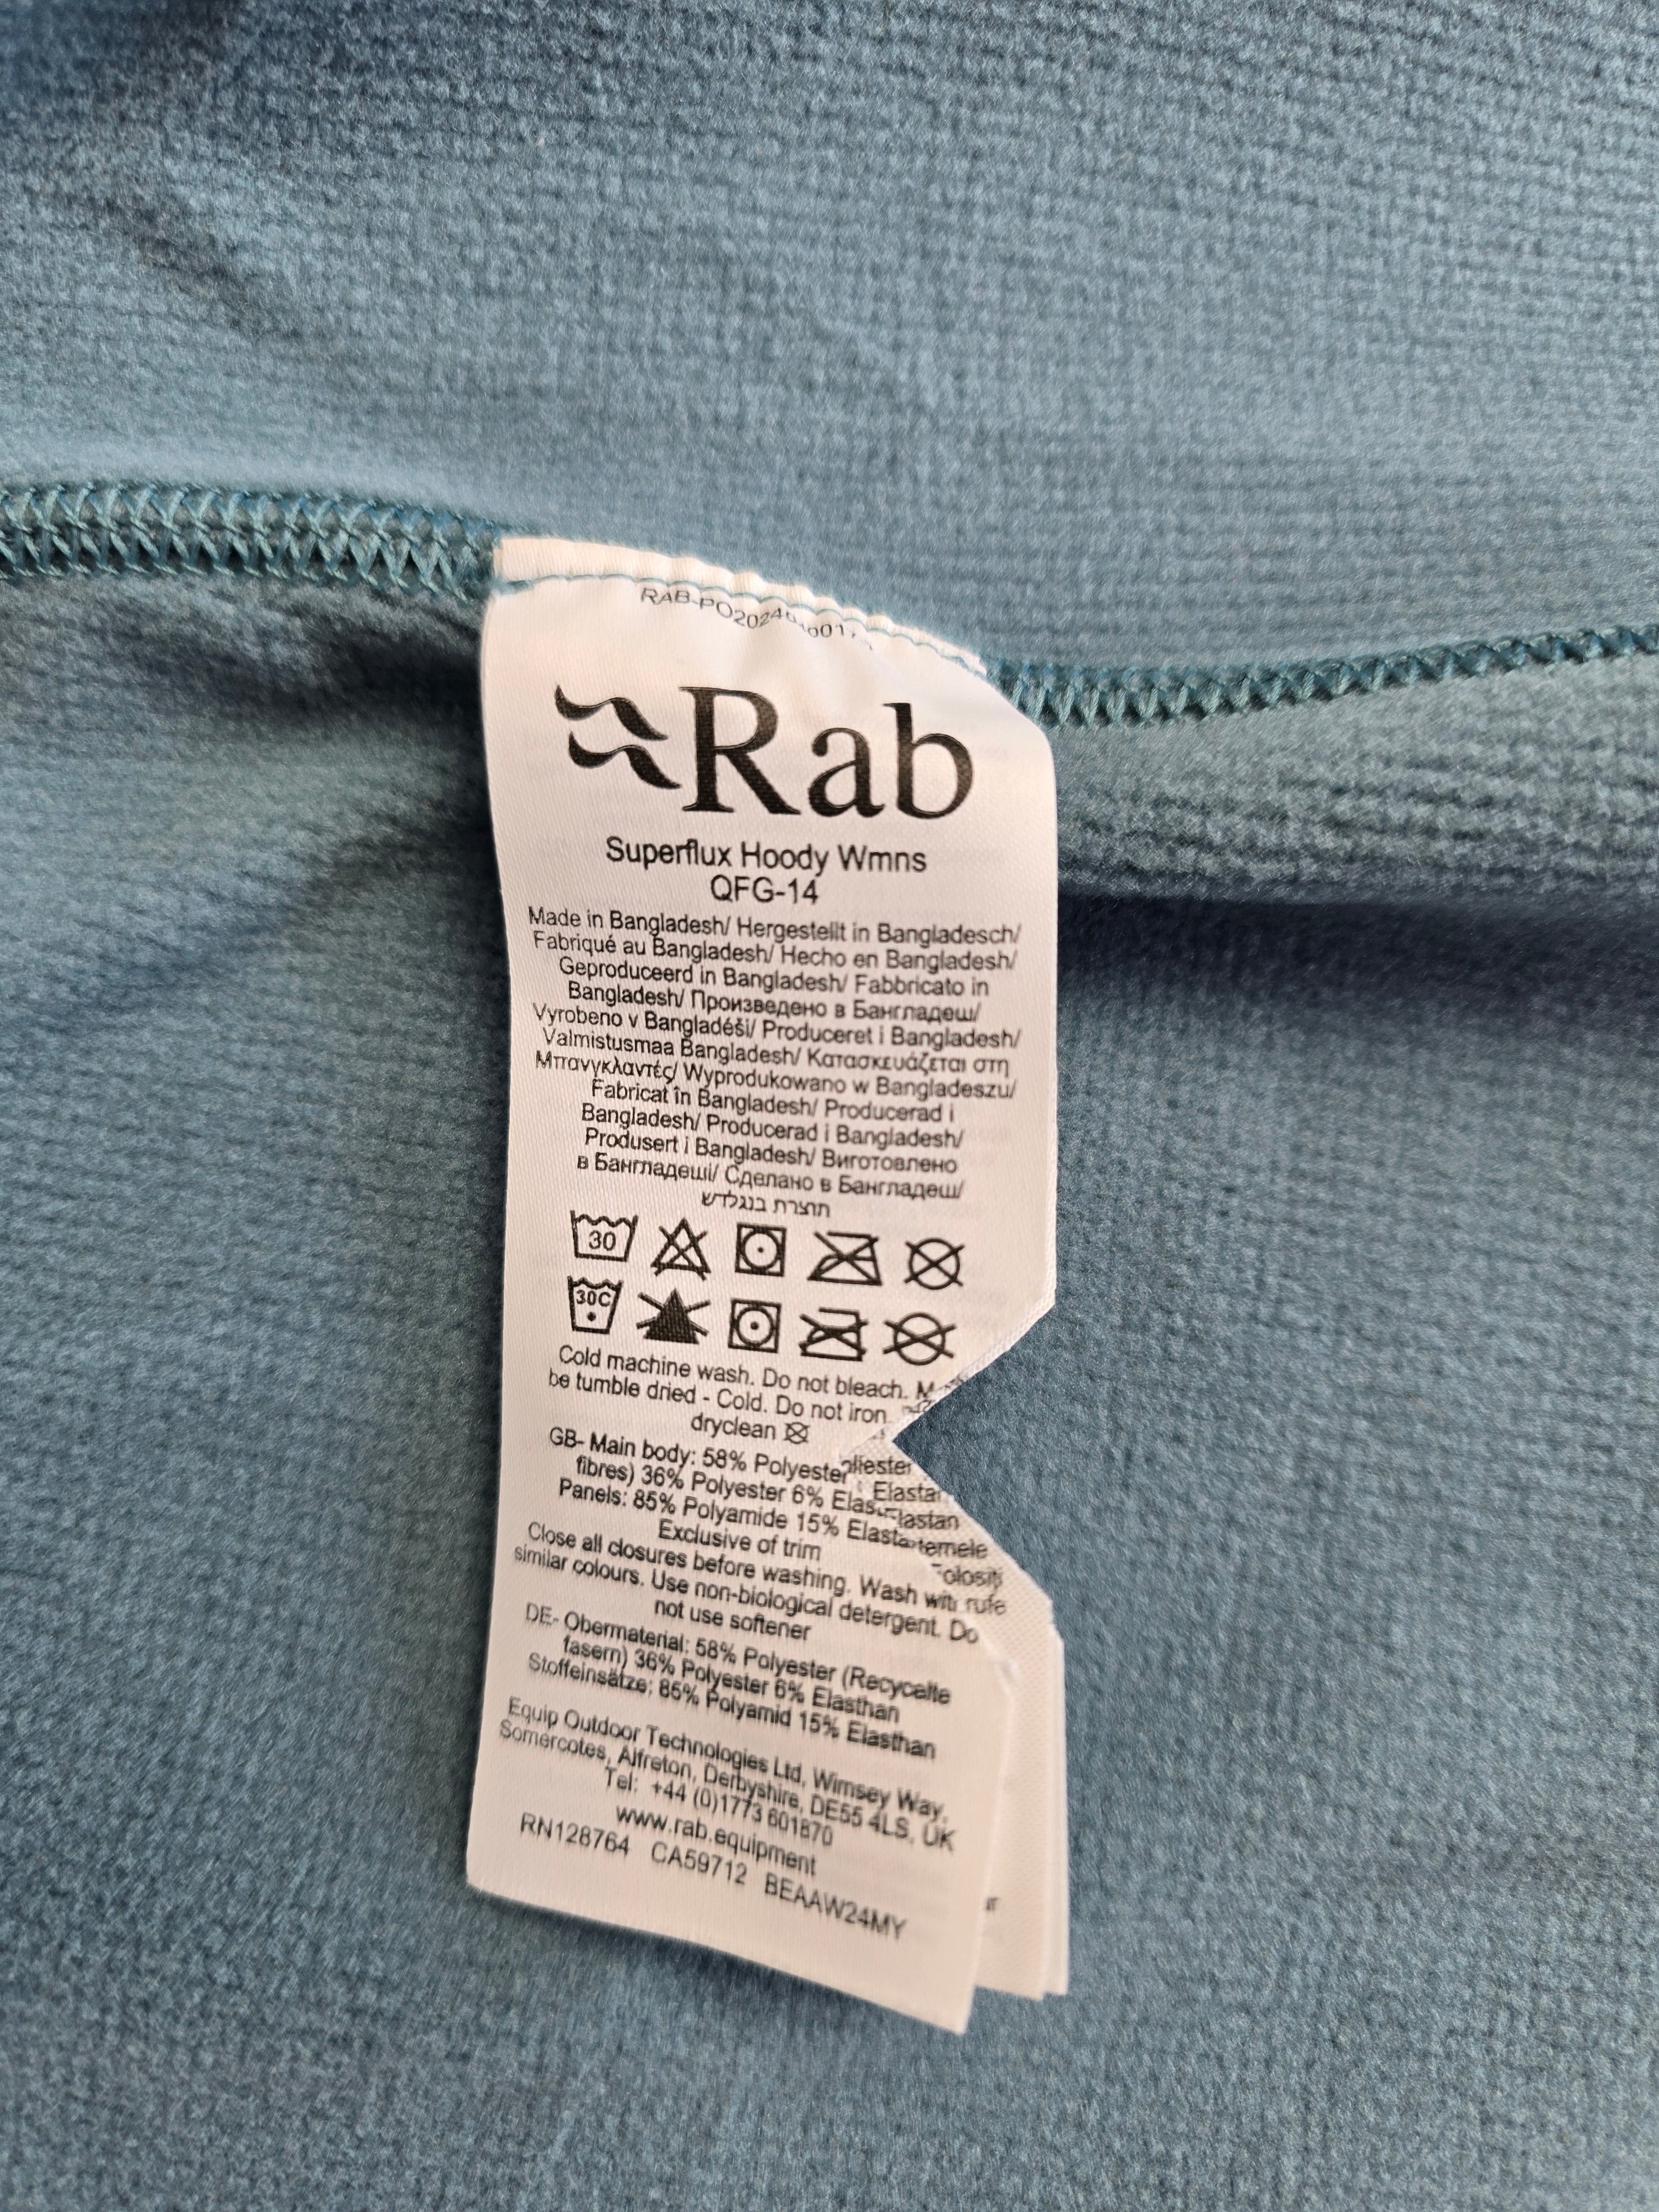 Rab
Superflux Hoody Wmns
QFG-14
Made in Bangladesh/ Hergestellt in Bangladesch/
Fabriqué au Bangladesh/ Hecho en Bangladesh/
Geproduceerd in Bangladesh/ Fabbricato in
Bangladesh/ Произведено в Бангладеш/
Vyrobeno v Bangladéši/ Produceret i Bangladesh/
Valmistusmaa Bangladesh/ Κατασκευάζεται στη
Μπανγκλαντές/ Wyprodukowano w Bangladeszu/
Fabricat în Bangladesh/ Producerad i
Bangladesh/ Producerad i Bangladesh/
Produsert i Bangladesh/ Виготовлено
в Бангладеші/ Сделано в Бангладеш/
תוצרת בנגלדש
30
30C
Cold machine wash. Do not bleach.
be tumble dried - Cold. Do not iron.
dryclean
GB- Main body: 58% Polyester
fibres) 36% Polyester 6%
Panels: 85% Polyamide 15%
Exclusive of trim
Close all closures before washing. Wash with
similar colours. Use non-biological detergent. Do
not use softener
DE- Obermaterial: 58% Polyester (Recycelte
fasern) 36% Polyester 6% Elasthan
Stoffeinsätze: 85% Polyamid 15% Elasthan
Equip Outdoor Technologies Ltd, Wimsey Way,
Somercotes, Alfreton, Derbyshire, DE55 4LS, UK
Tel: +44 (0)1773 601870
www.rab.equipment
RN128764 CA59712 BEAAW24MY